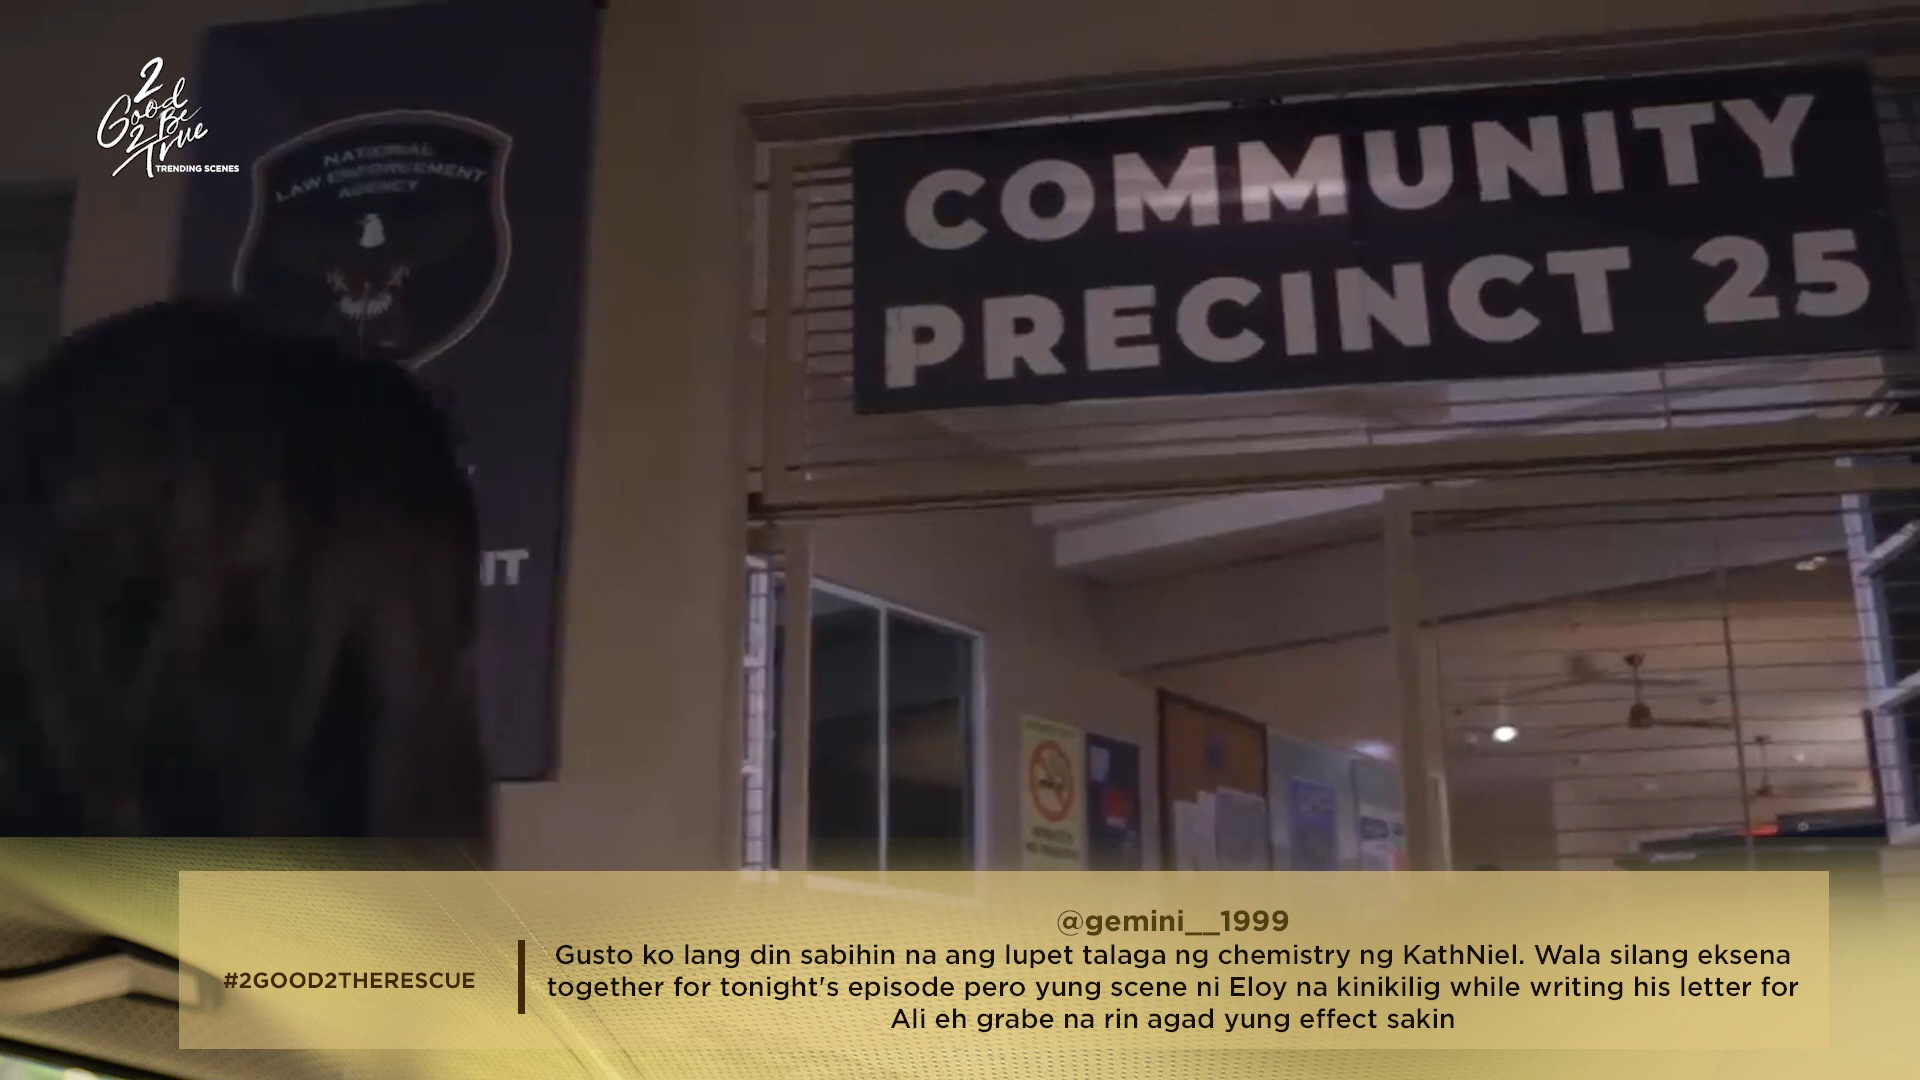 2
Good
2 Be
True
TRENDING SCENES
NATIONAL
LAW ENFORCEMENT
AGENCY
IT
COMMUNITY
PRECINCT 25
#2GOOD2THERESCUE
@gemini__1999
Gusto ko lang din sabihin na ang lupet talaga ng chemistry ng KathNiel. Wala silang eksena
together for tonight's episode pero yung scene ni Eloy na kinikilig while writing his letter for
Ali eh grabe na rin agad yung effect sakin